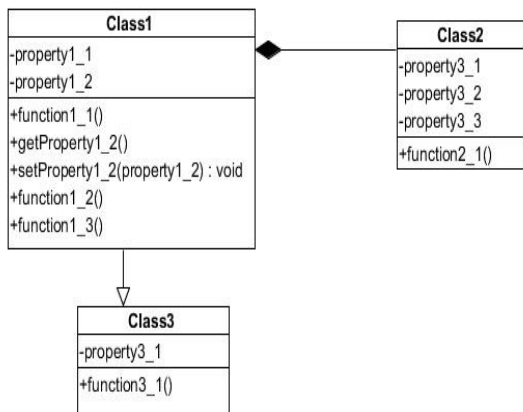 Class1
-property1_1
-property1_2
+function1_1()
+getProperty1_2()
+setProperty1_2(property1_2) : void
+function1_2()
+function1_3()
Class2
-property3_1
-property3_2
-property3_3
+function2_1()
Class3
-property3_1
+function3_1()